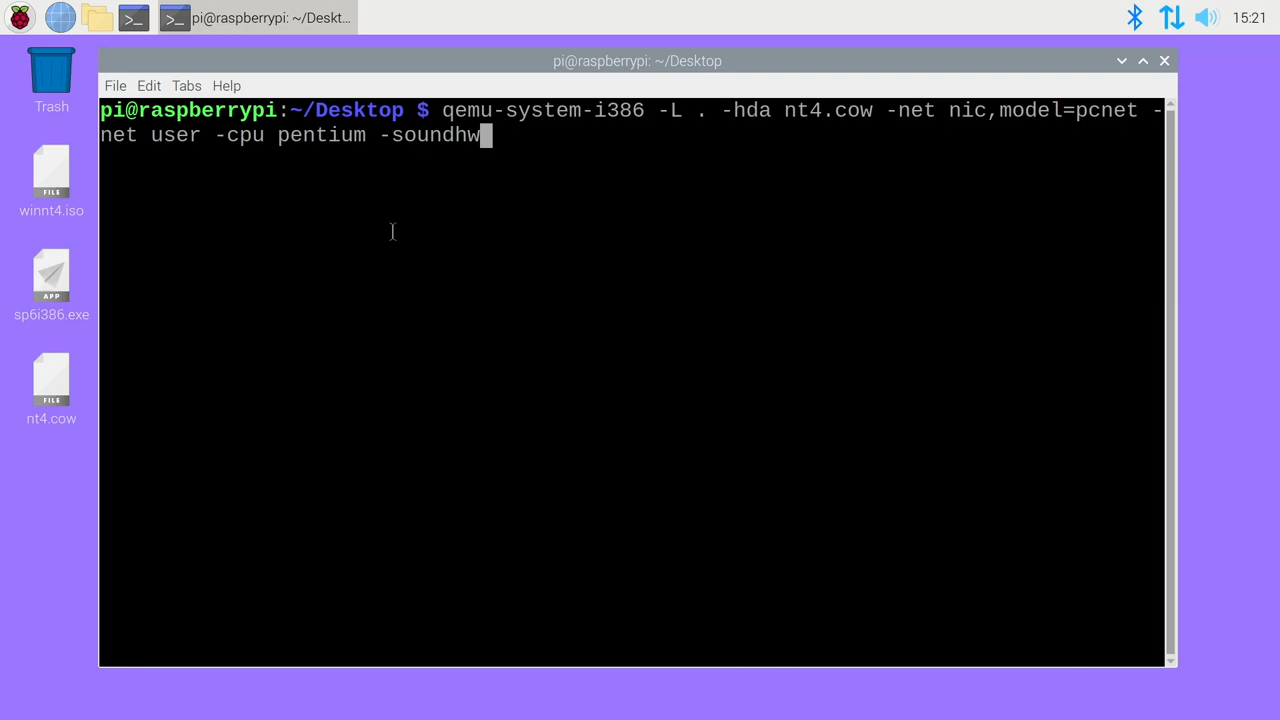 pi@raspberrypi: ~/Deskt...
15:21
pi@raspberrypi: ~/Desktop
File Edit Tabs Help
pi@raspberrypi:~/Desktop $ qemu-system-i386 -L . -hda nt4.cow -net nic,model=pcnet -
net user -cpu pentium -soundhw
Trash
FILE
winnt4.iso
APP
sp6i386.exe
FILE
nt4.cow